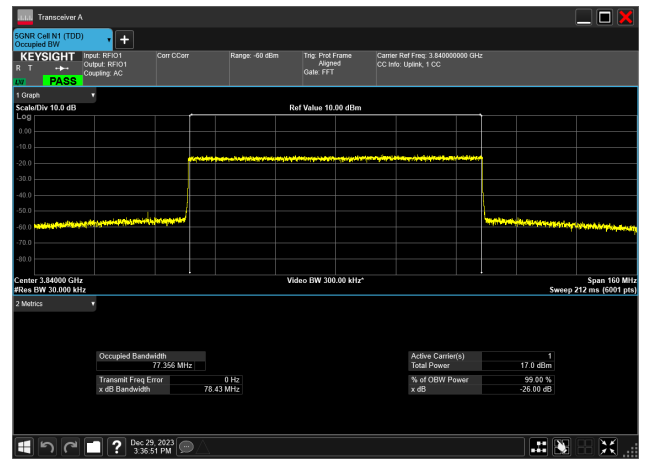 Transceiver A
5GNR Cell N1 (TDD)
Occupied BW
KEYSIGHT
R T
LW PASS
Input: RFIO1
Output: RFIO1
Coupling: AC
Corr CCorr
Range: -60 dBm
Trig: Prot Frame
Aligned
Gate: FFT
Carrier Ref Freq: 3.840000000 GHz
CC Info: Uplink, 1 CC
1 Graph
Scale/Div 10.0 dB
Ref Value 10.00 dBm
Log
0.00
-10.0
-20.0
-30.0
-40.0
-50.0
-60.0
-70.0
-80.0
Center 3.84000 GHz
Video BW 300.00 kHz*
Span 160 MHz
#Res BW 30.000 kHz
Sweep 212 ms (6001 pts)
2 Metrics
Occupied Bandwidth
77.356 MHz
Transmit Freq Error 0 Hz
x dB Bandwidth 78.43 MHz
Active Carrier(s) 1
Total Power 17.0 dBm
% of OBW Power 99.00 %
x dB -26.00 dB
Dec 29, 2023
3:36:51 PM